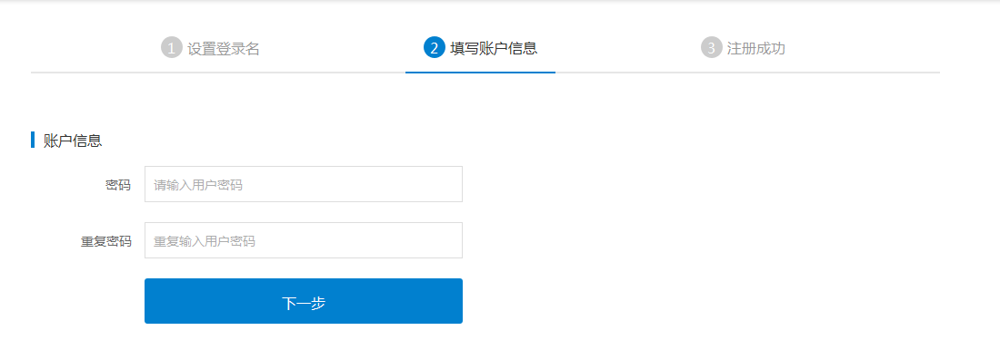 1 设置登录名 2 填写账户信息 3 注册成功
账户信息
密码 请输入用户密码
重复密码 重复输入用户密码
下一步